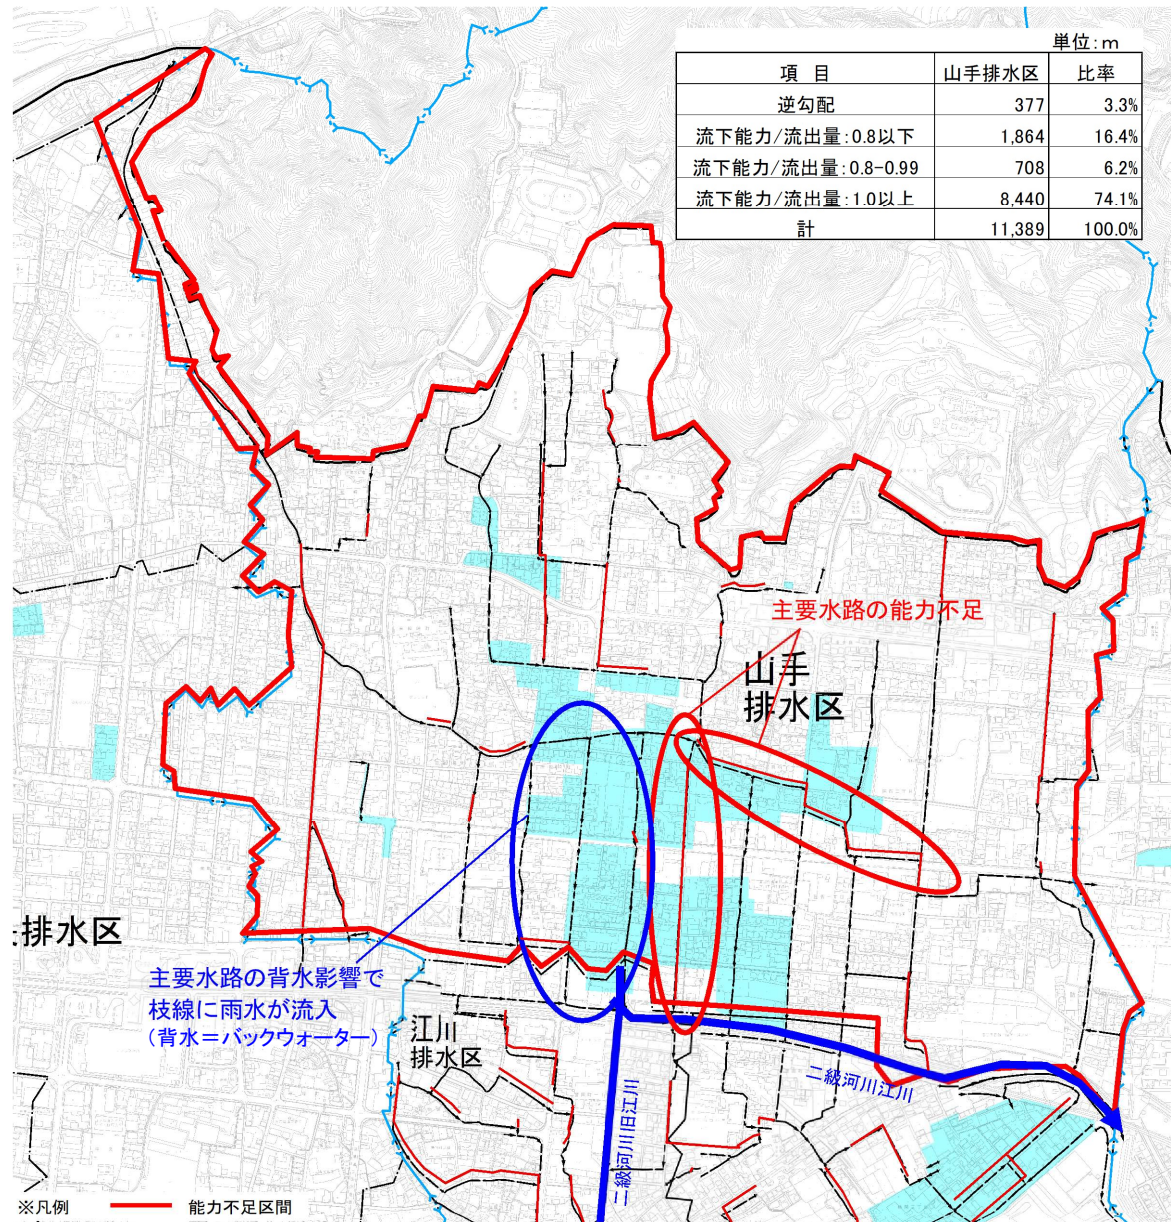 単位:m
項 目 山手排水区 比率
逆勾配 377 3.3%
流下能力/流出量:0.8以下 1,864 16.4%
流下能力/流出量:0.8-0.99 708 6.2%
流下能力/流出量:1.0以上 8,440 74.1%
計 11,389 100.0%
主要水路の能力不足
山手
排水区
排水区
主要水路の背水影響で
枝線に雨水が流入
(背水=バックウォーター)
江川
排水区
二級河川江川
二級河川旧江川
※凡例 能力不足区間